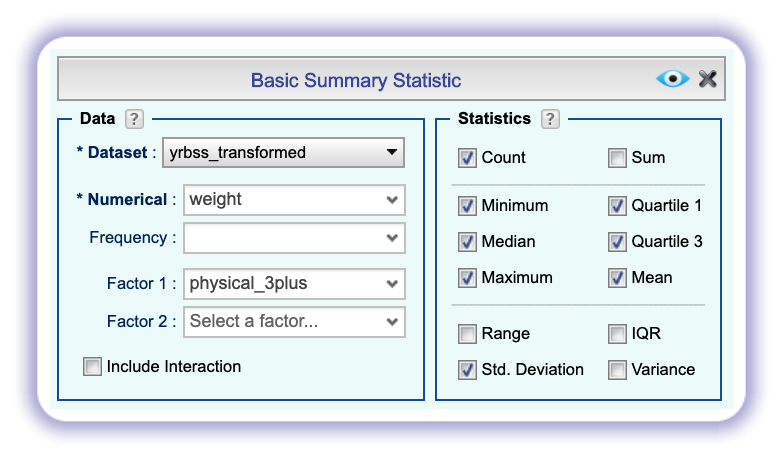 Basic Summary Statistic
Data ?
* Dataset : yrbss_transformed
* Numerical : weight
Frequency :
Factor 1 : physical_3plus
Factor 2 : Select a factor...
Include Interaction
Statistics ?
Count Sum
Minimum Quartile 1
Median Quartile 3
Maximum Mean
Range IQR
Std. Deviation Variance